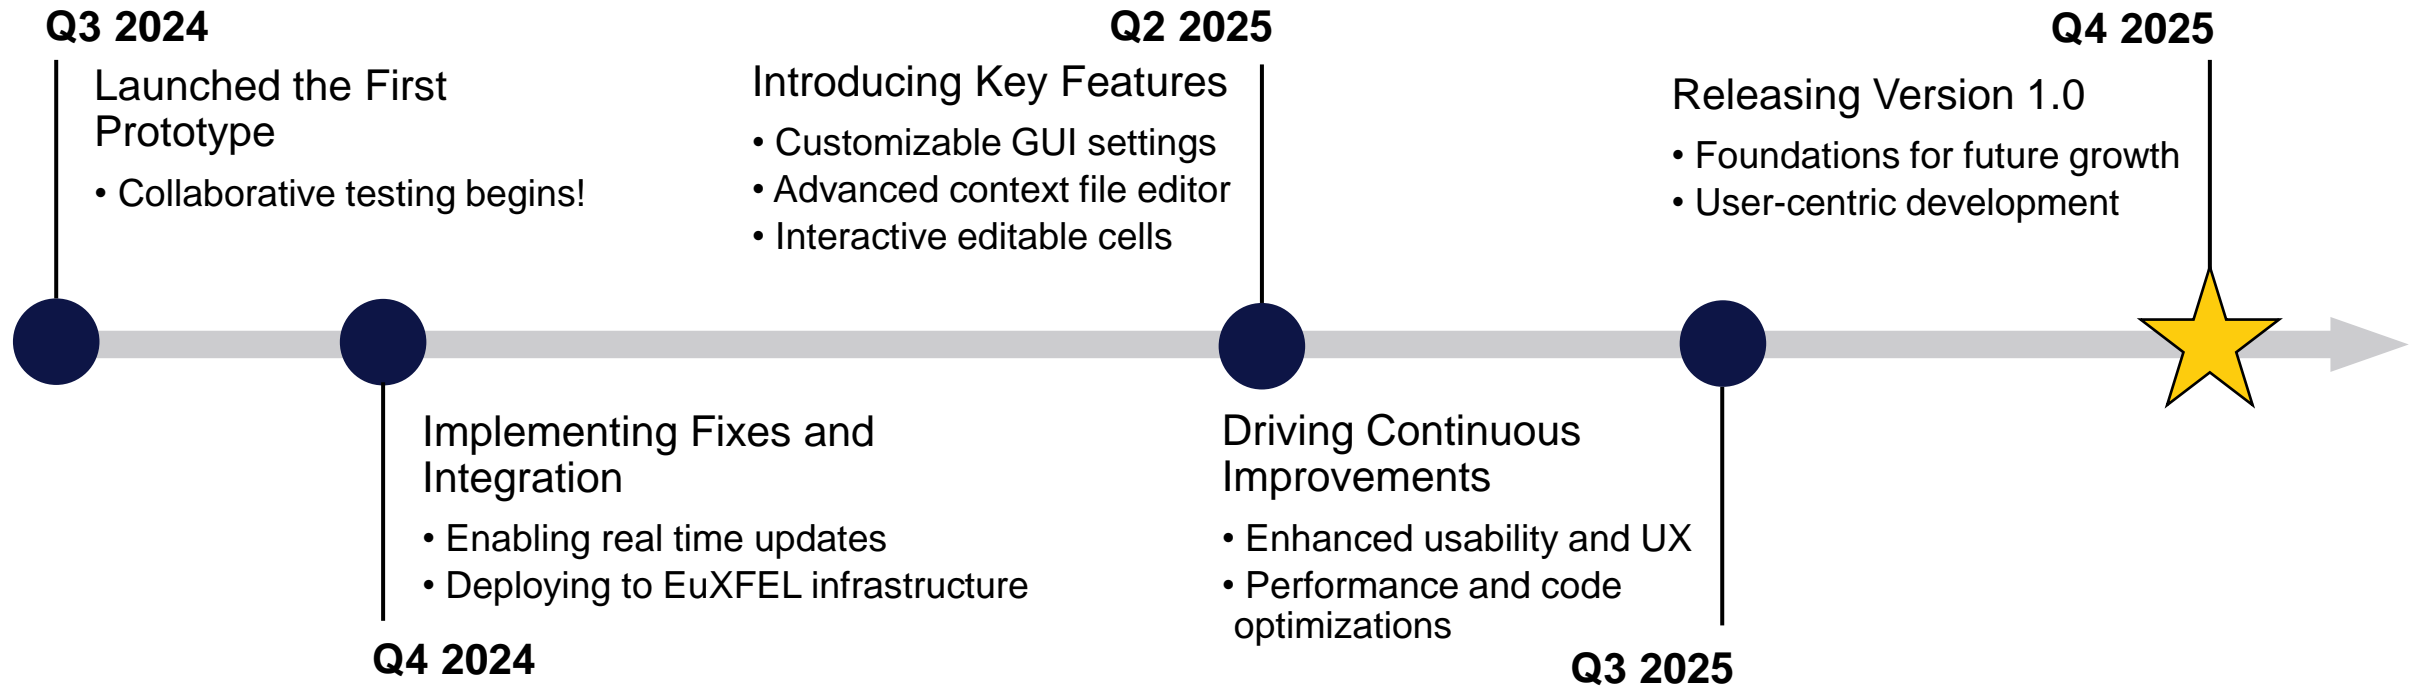 Q3 2024
Launched the First
Prototype
• Collaborative testing begins!
Implementing Fixes and
Integration
• Enabling real time updates
• Deploying to EuXFEL infrastructure
Q4 2024
Q2 2025
Introducing Key Features
• Customizable GUI settings
• Advanced context file editor
• Interactive editable cells
Driving Continuous
Improvements
• Enhanced usability and UX
• Performance and code
optimizations
Q3 2025
Q4 2025
Releasing Version 1.0
• Foundations for future growth
• User-centric development